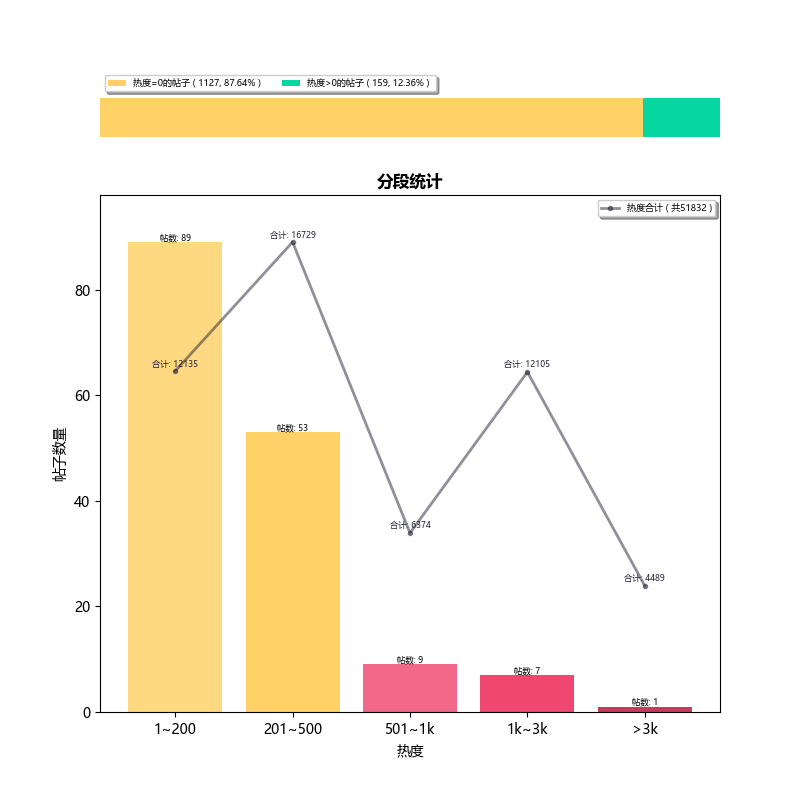 热度=0的帖子 ( 1127, 87.64% ) 热度>0的帖子 ( 159, 12.36% )
分段统计
热度合计 ( 共51832 )
合计: 16729
帖数: 89
80
合计: 12135
合计: 12105
60
帖数: 53
帖子数量
40
合计: 6374
合计: 4489
20
帖数: 9
帖数: 7
帖数: 1
0
1~200 201~500 501~1k 1k~3k >3k
热度